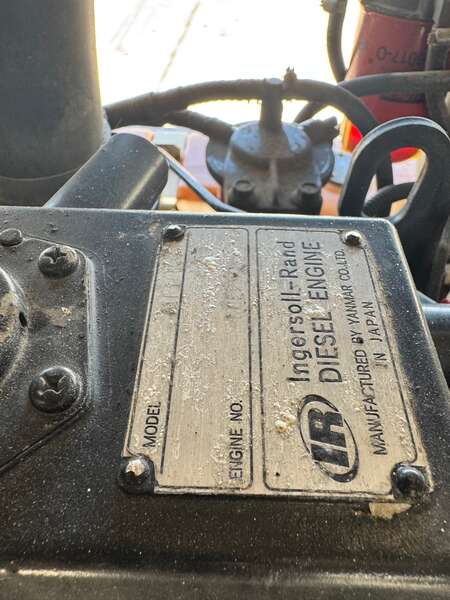 Ingersoll-Rand
IR DIESEL ENGINE
MANUFACTURED BY YANMAR CO.,LTD.
IN JAPAN
MODEL
ENGINE NO.